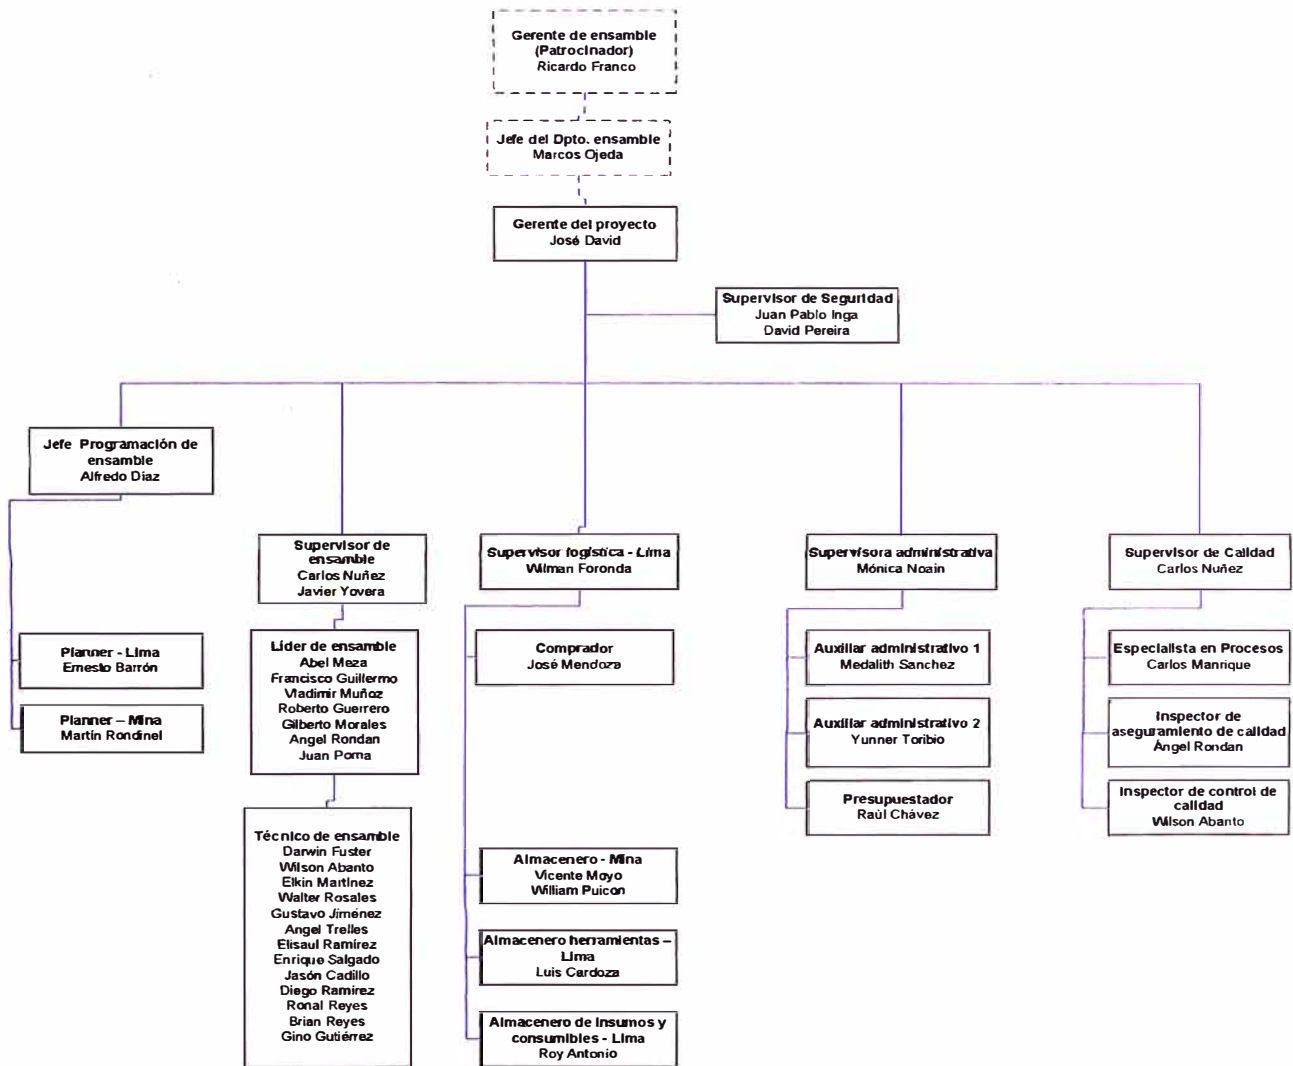 Gerente de ensamble
(Patrocinador)
Ricardo Franco
Jefe del Dpto. ensamble
Marcos Ojeda
Gerente del proyecto
José David
Supervisor de Seguridad
Juan Pablo Inga
David Pereira
Jefe Programación de
ensamble
Alfredo Díaz
Planner - Lima
Ernesto Barrón
Planner – Mina
Martín Rondinel
Supervisor de
ensamble
Carlos Nuñez
Javier Yovera
Líder de ensamble
Abel Meza
Francisco Guillermo
Vladimir Muñoz
Roberto Guerrero
Gilberto Morales
Angel Rondan
Juan Poma
Técnico de ensamble
Darwin Fuster
Wilson Abanto
Elkin Martínez
Walter Rosales
Gustavo Jiménez
Angel Trelles
Elisaul Ramírez
Enrique Salgado
Jasón Cadillo
Diego Ramírez
Ronal Reyes
Brian Reyes
Gino Gutiérrez
Supervisor logística - Lima
Wilman Foronda
Comprador
José Mendoza
Almacenero - Mina
Vicente Moyo
William Puicon
Almacenero herramientas –
Lima
Luis Cardoza
Almacenero de insumos y
consumibles - Lima
Roy Antonio
Supervisora administrativa
Mónica Noain
Auxiliar administrativo 1
Medalith Sanchez
Auxiliar administrativo 2
Yunner Toribio
Presupuestador
Raúl Chávez
Supervisor de Calidad
Carlos Nuñez
Especialista en Procesos
Carlos Manrique
Inspector de
aseguramiento de calidad
Ángel Rondan
Inspector de control de
calidad
Wilson Abanto